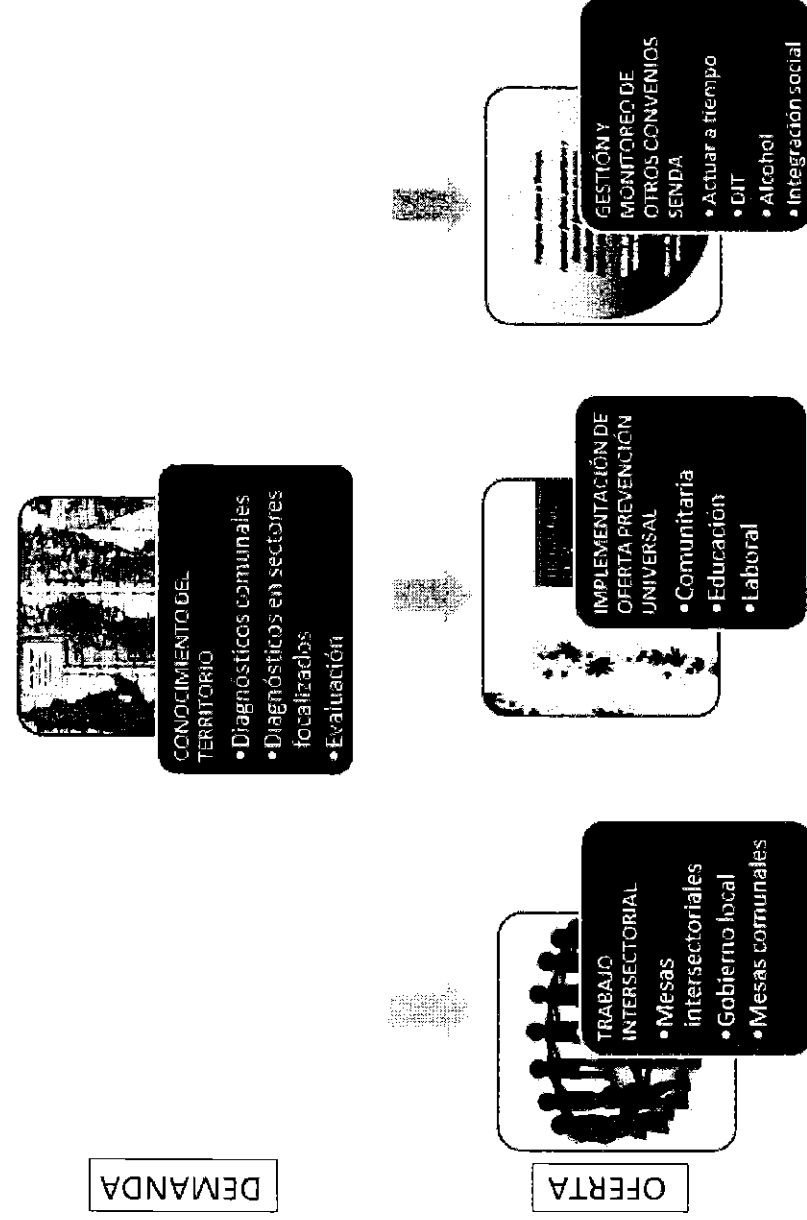 DEMANDA
CONOCIMIENTO DEL
TERRITORIO
•Diagnósticos comunales
•Diagnósticos en sectores
focalizados
•Evaluación
OFERTA
TRABAJO
INTERSECTORIAL
•Mesas
intersectoriales
•Gobierno local
•Mesas comunales
IMPLEMENTACIÓN DE
OFERTA PREVENCIÓN
UNIVERSAL
•Comunitaria
•Educación
•Laboral
GESTIÓN Y
MONITOREO DE
OTROS CONVENIOS
SENDA
•Actuar a tiempo
•DIT
•Alcohol
•Integración social